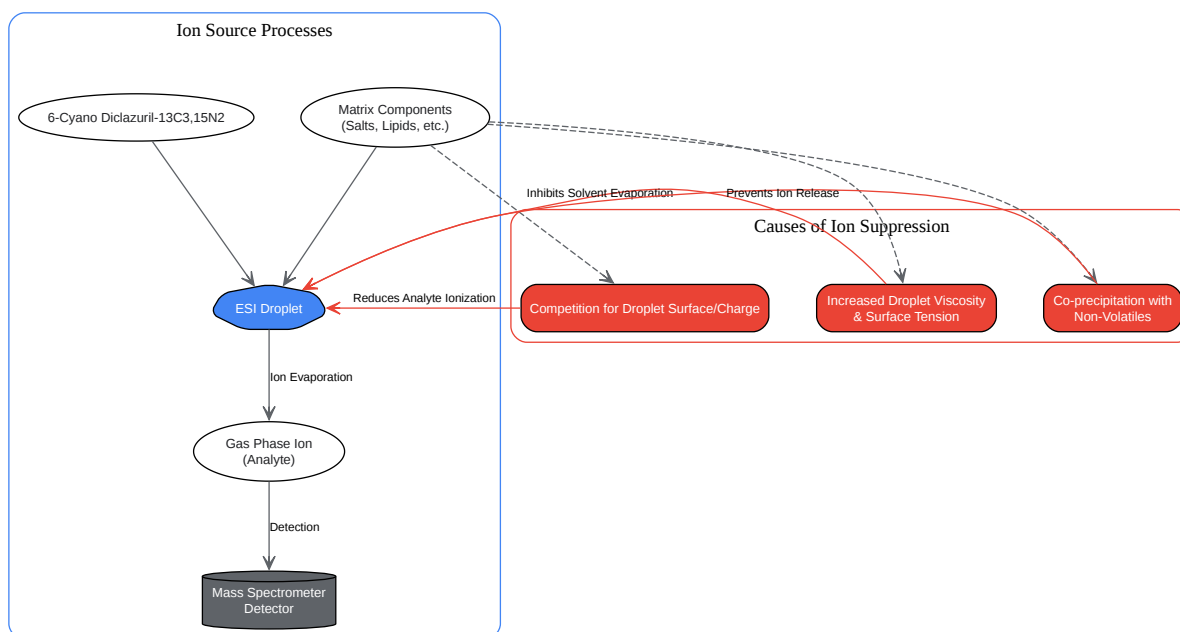 Ion Source Processes
6-Cyano Diclazuril-13C3,15N2
Matrix Components
(Salts, Lipids, etc.)
Inhibits Solvent Evaporation
Prevents Ion Release
Causes of Ion Suppression
ESI Droplet
Reduces Analyte Ionization
Competition for Droplet Surface/Charge
Increased Droplet Viscosity
& Surface Tension
Co-precipitation with
Non-Volatiles
Ion Evaporation
Gas Phase Ion
(Analyte)
Detection
Mass Spectrometer
Detector